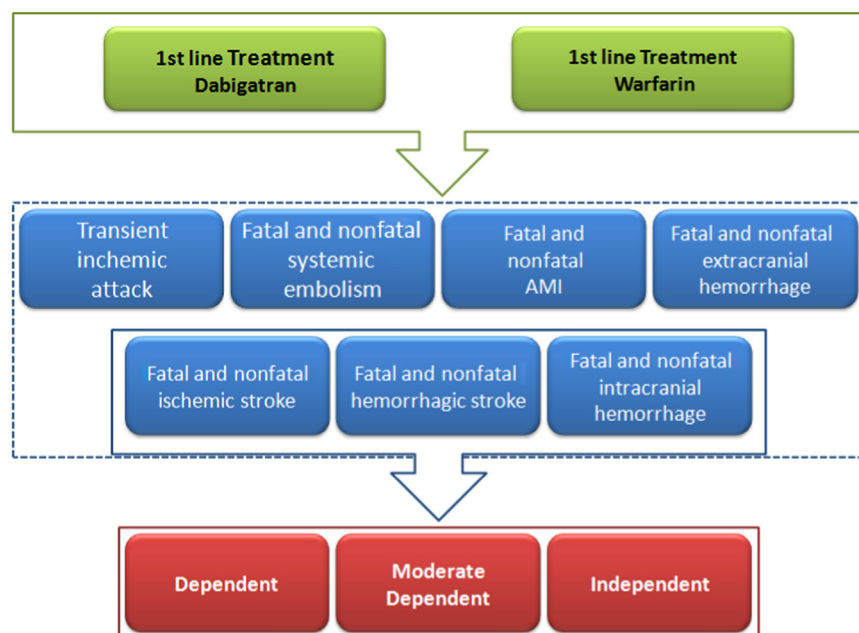 1st line Treatment
Dabigatran
1st line Treatment
Warfarin
Transient
inchemic
attack
Fatal and nonfatal
systemic
embolism
Fatal and
nonfatal
AMI
Fatal and nonfatal
extracranial
hemorrhage
Fatal and nonfatal
ischemic stroke
Fatal and nonfatal
hemorrhagic stroke
Fatal and nonfatal
intracranial
hemorrhage
Dependent
Moderate
Dependent
Independent